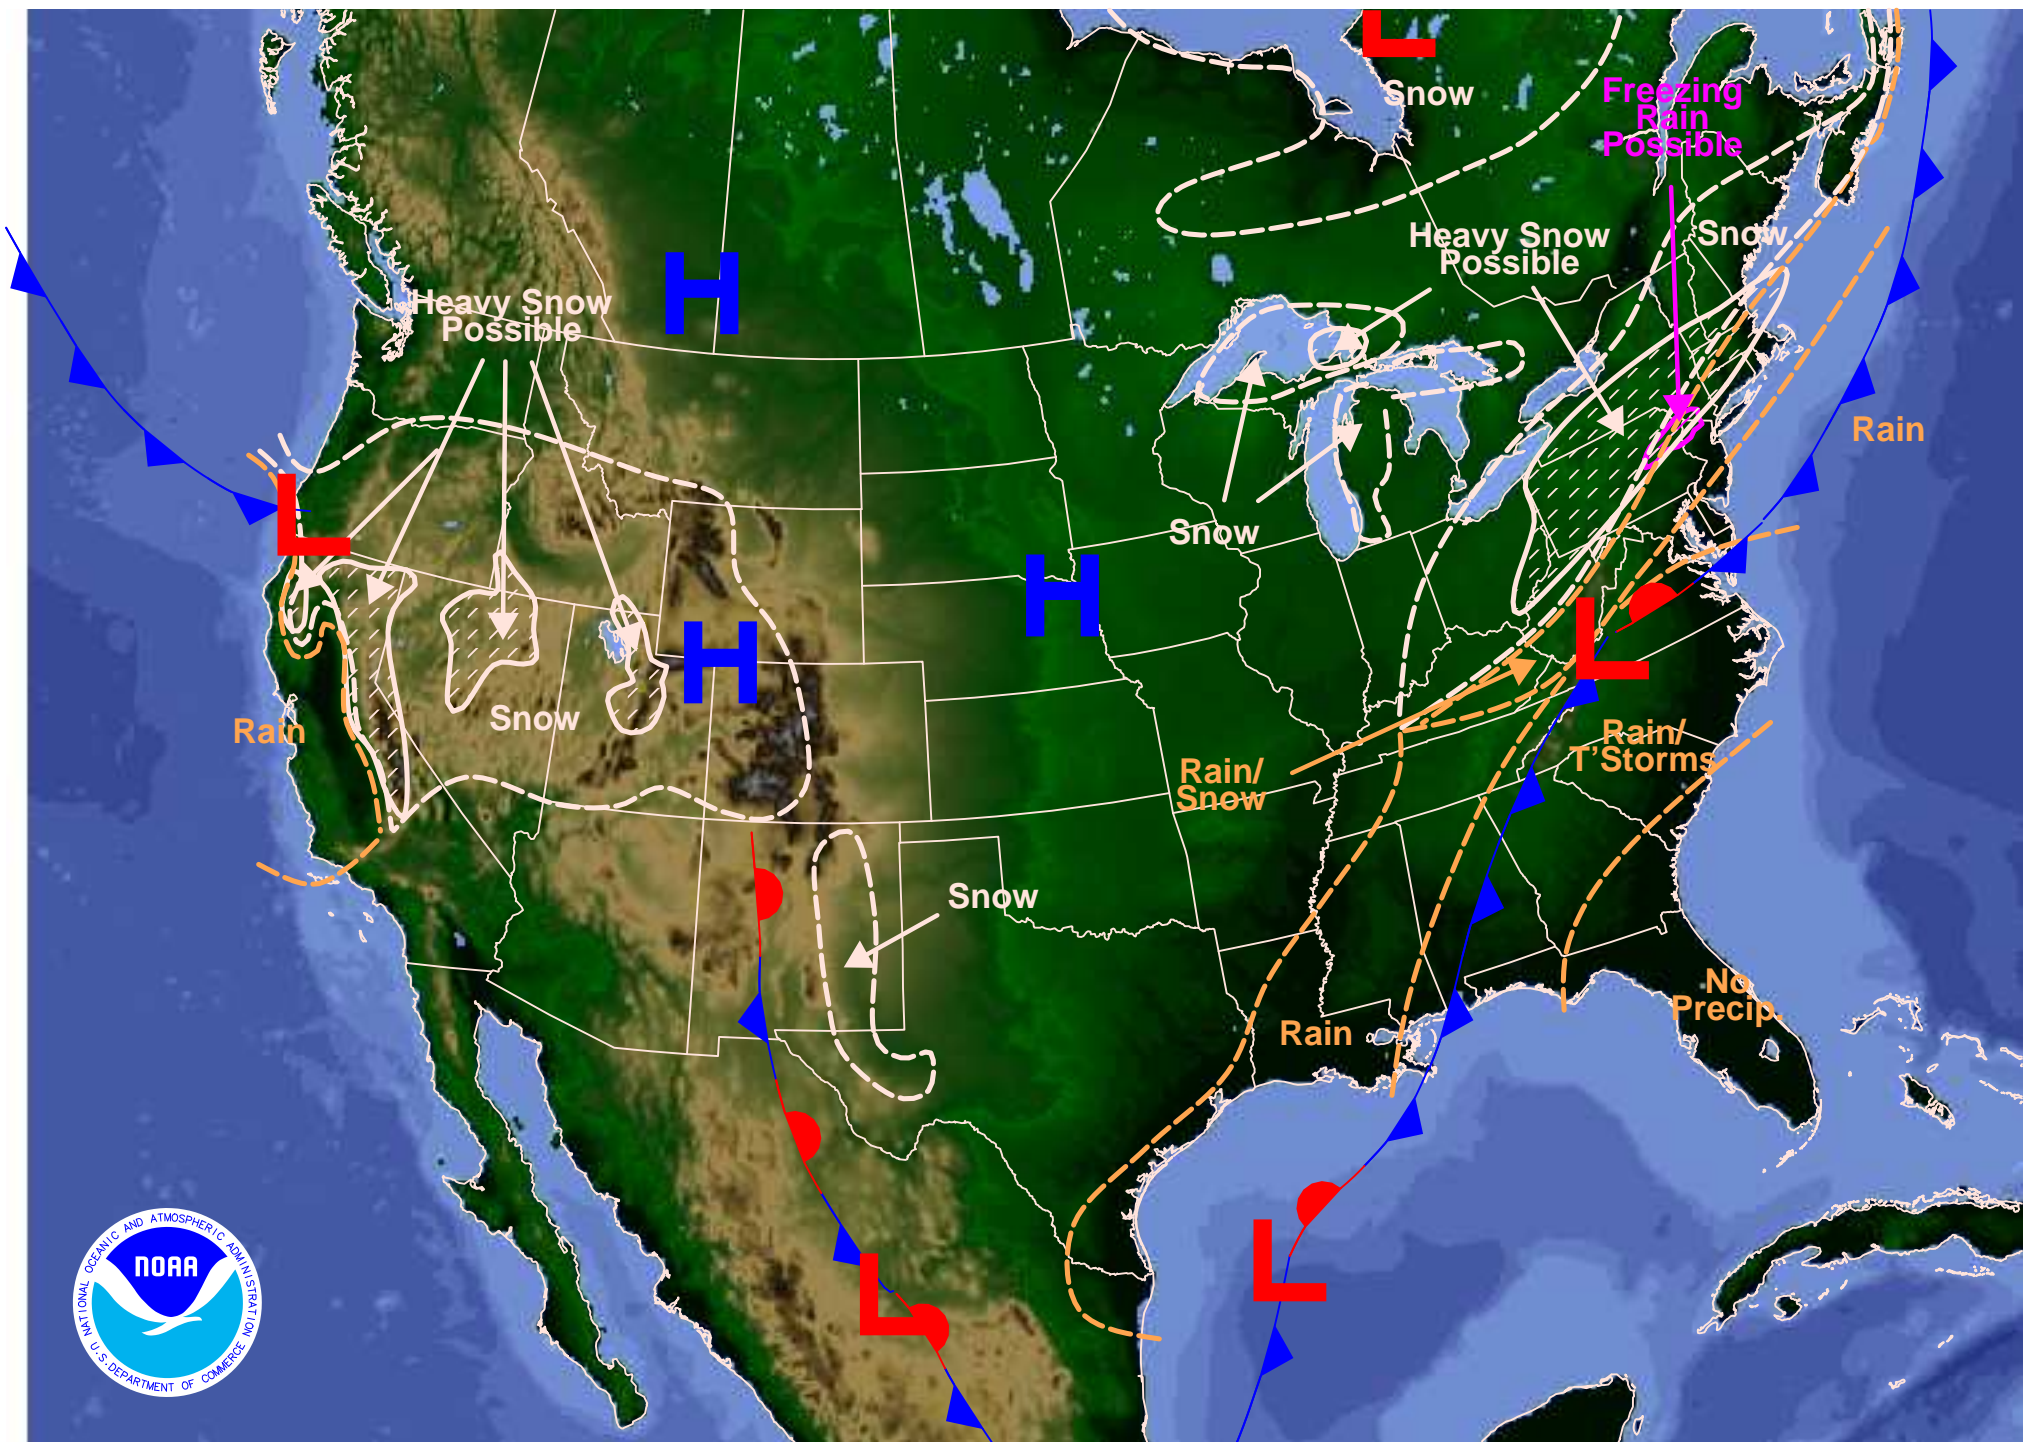 L
Snow
Freezing
Rain
Possible
Heavy Snow
Possible
Snow
H
Heavy Snow
Possible
Rain
L
Snow
H
H
L
Snow
Rain
Rain/
Snow
Rain/
T'Storms
Snow
No
Precip.
Rain
L
L
NOAA
NATIONAL OCEANIC AND ATMOSPHERIC ADMINISTRATION
U.S. DEPARTMENT OF COMMERCE